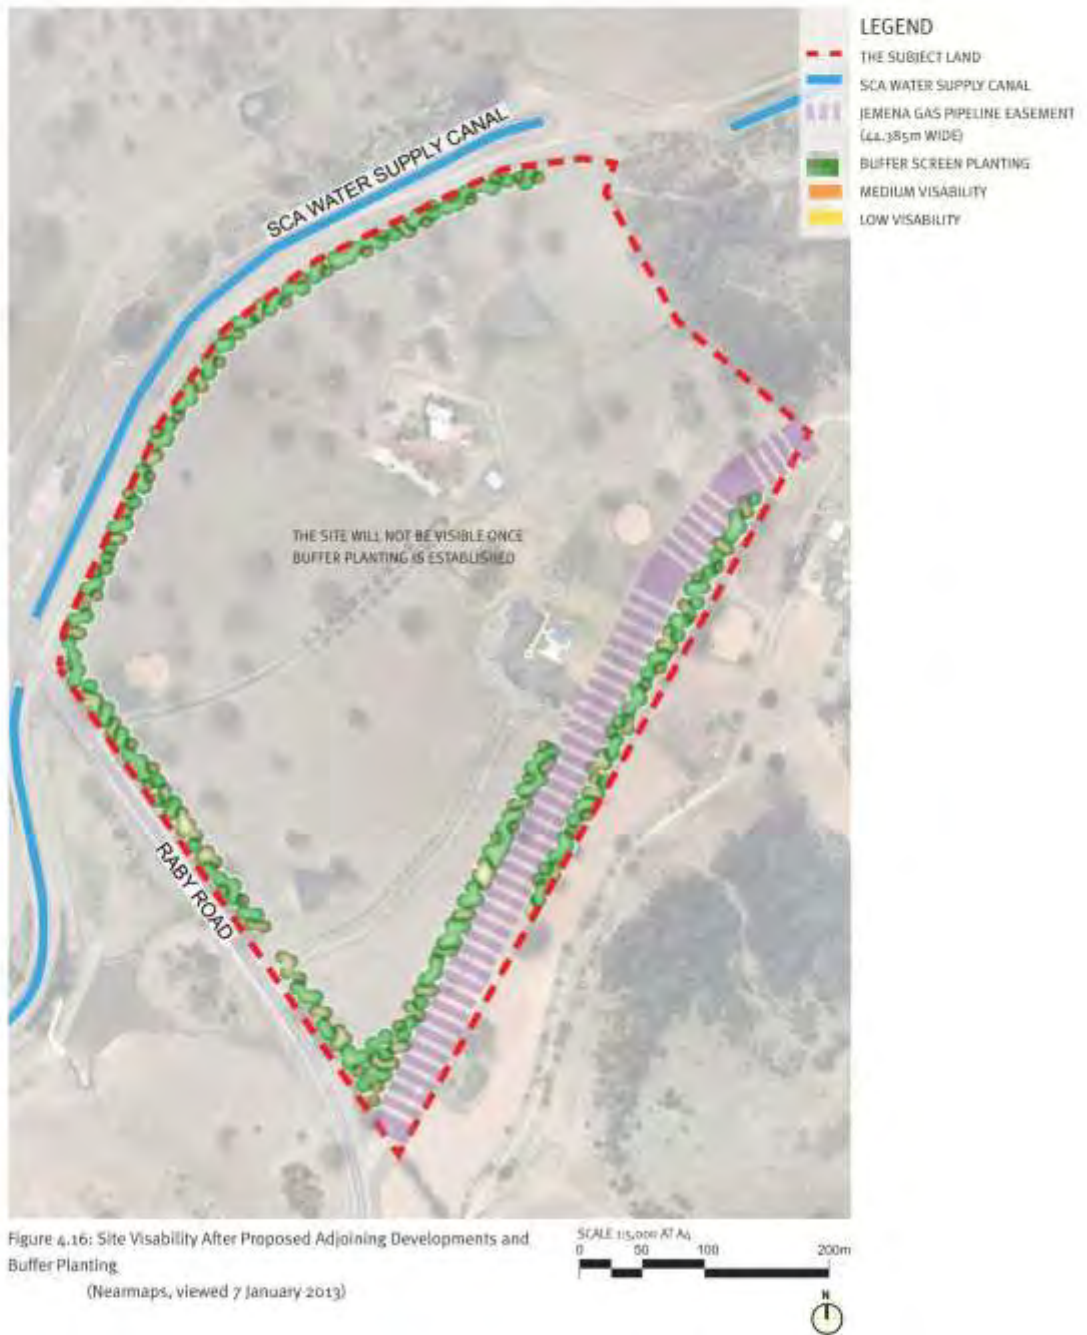 LEGEND
THE SUBJECT LAND
SCA WATER SUPPLY CANAL
JEMENA GAS PIPELINE EASEMENT
(44.385m WIDE)
BUFFER SCREEN PLANTING
MEDIUM VISABILITY
LOW VISABILITY
SCA WATER SUPPLY CANAL
THE SITE WILL NOT BE VISIBLE ONCE
BUFFER PLANTING IS ESTABLISHED
RABY ROAD
Figure 4.16: Site Visability After Proposed Adjoining Developments and
Buffer Planting
(Nearmaps, viewed 7 January 2013)
SCALE 1:5,000 AT A4
0 50 100 200m
N